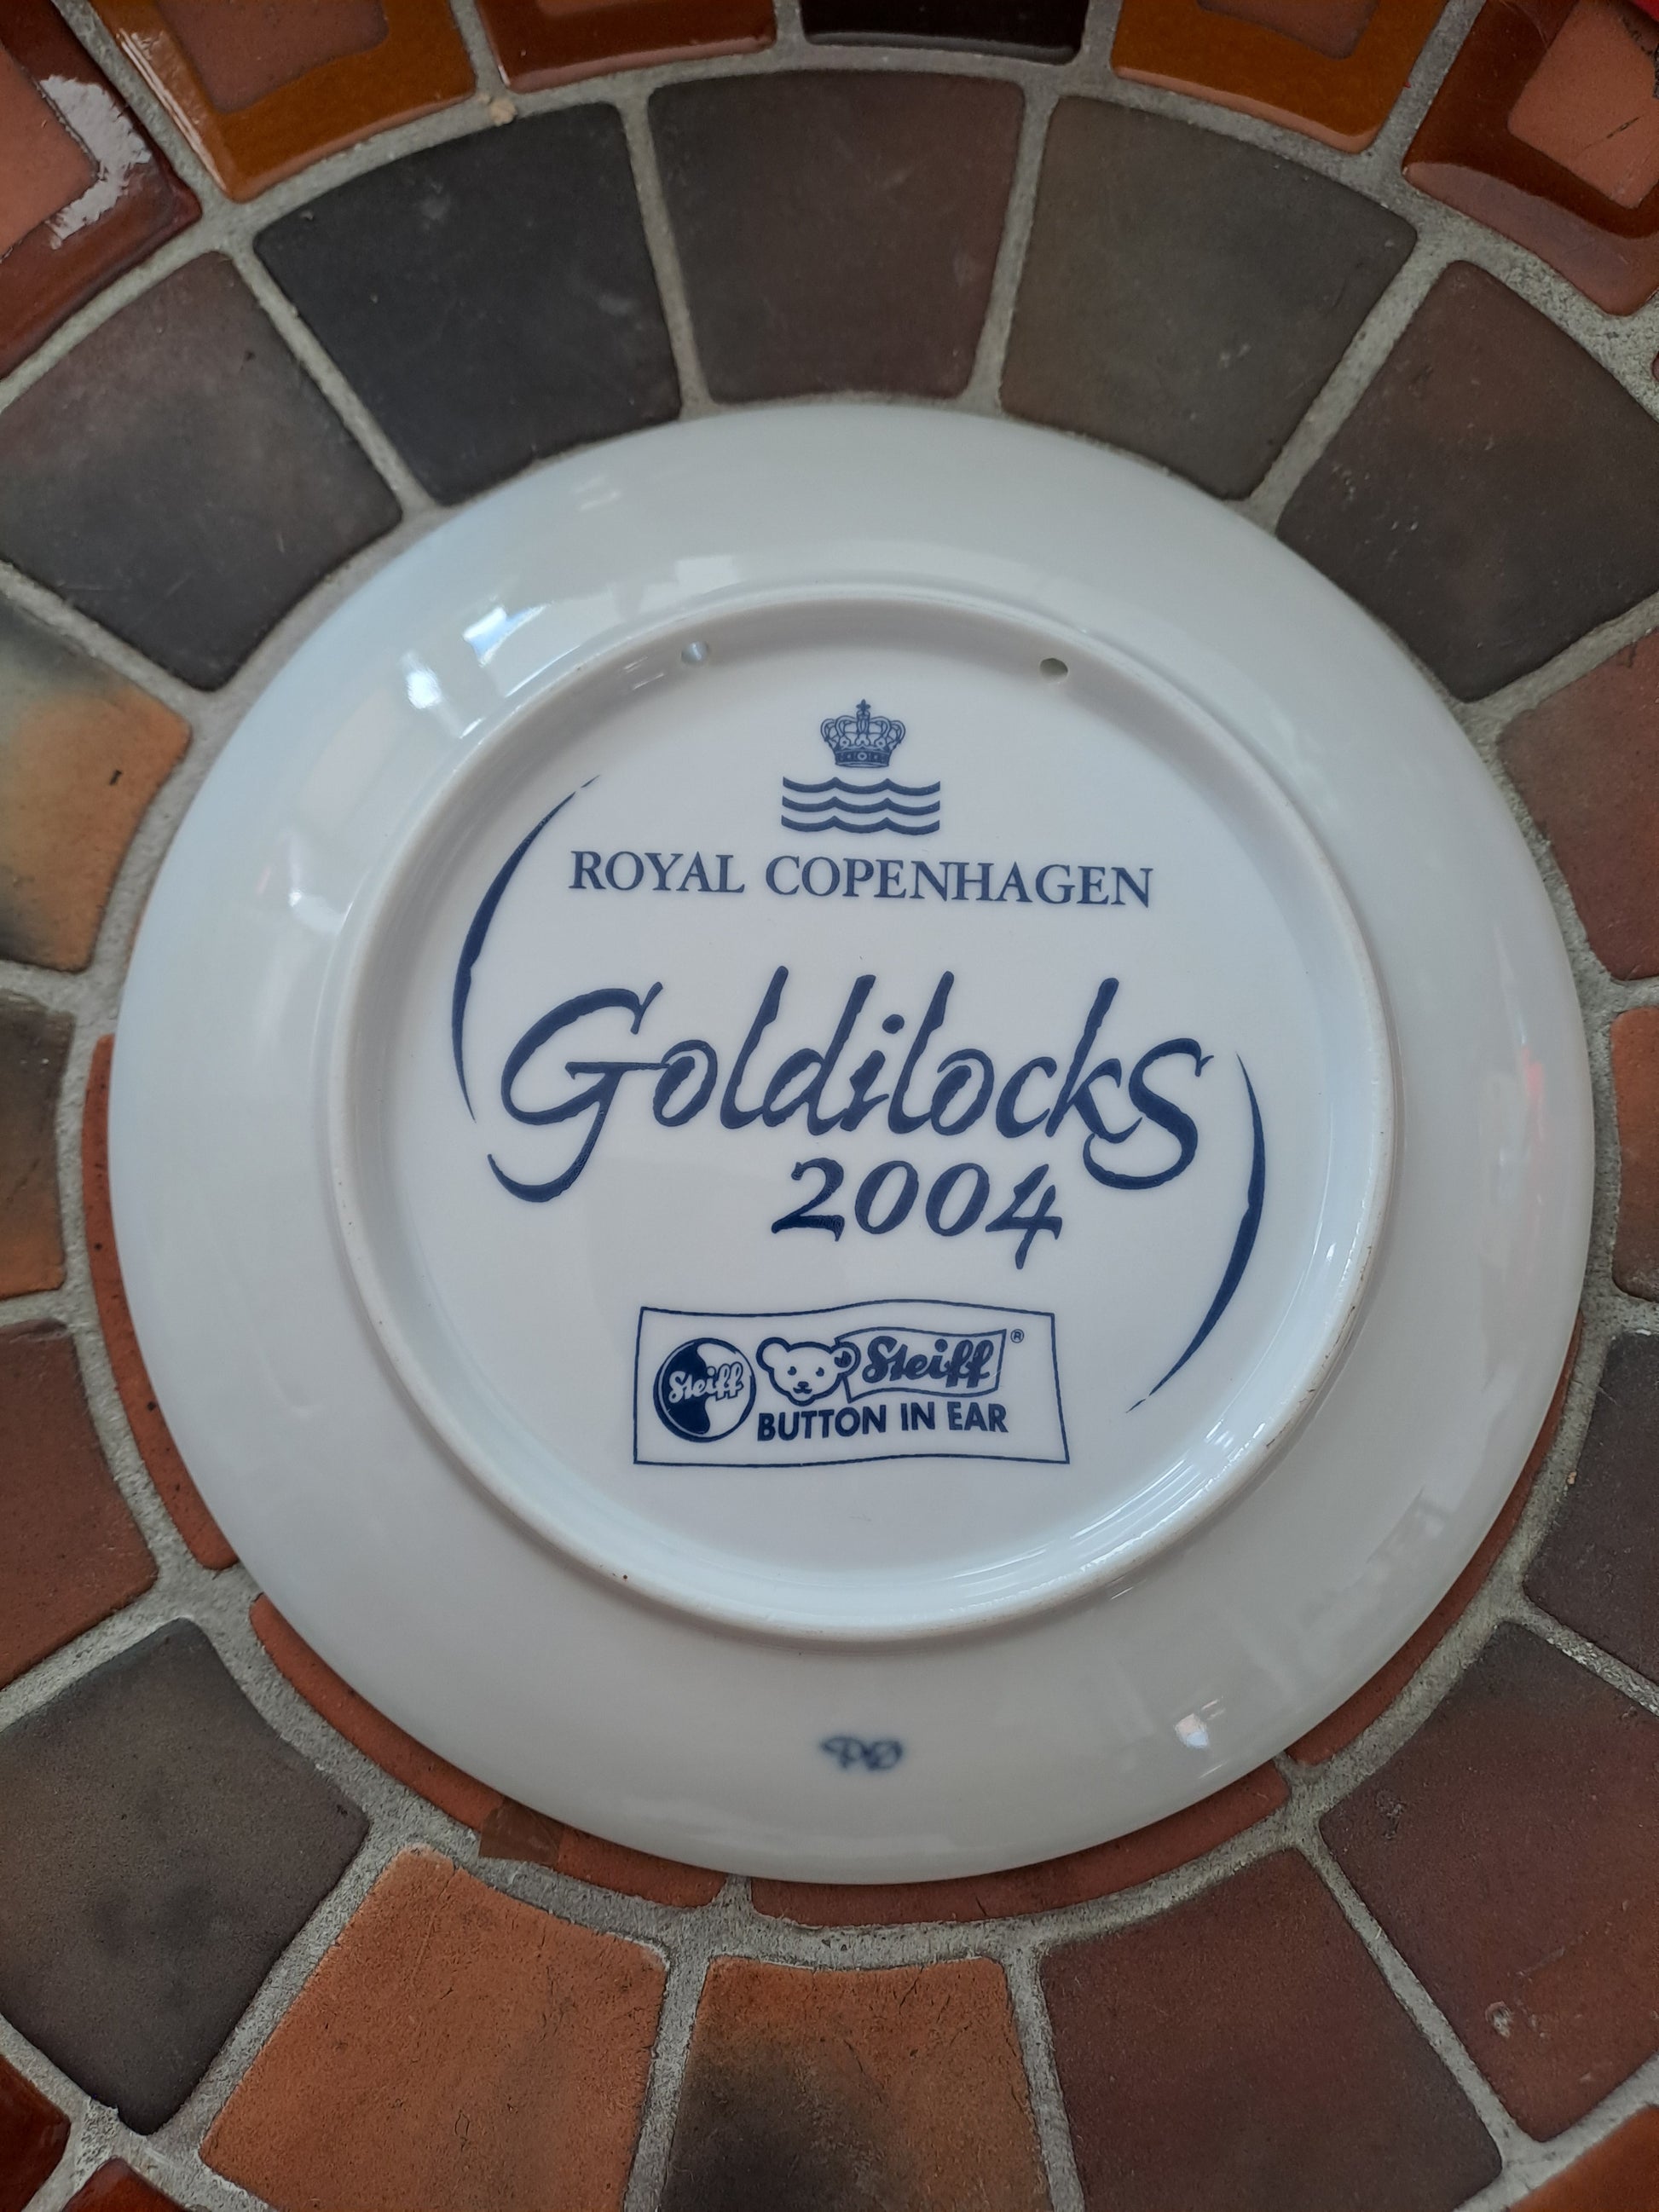 ROYAL COPENHAGEN
Goldilocks
2004
Steiff
Steiff ®
BUTTON IN EAR